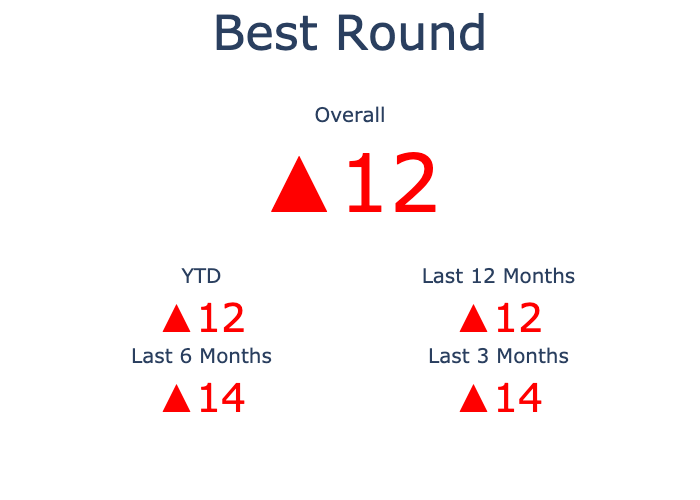 Best Round
Overall
▲12
YTD
Last 12 Months
▲12
▲12
Last 6 Months
Last 3 Months
▲14
▲14